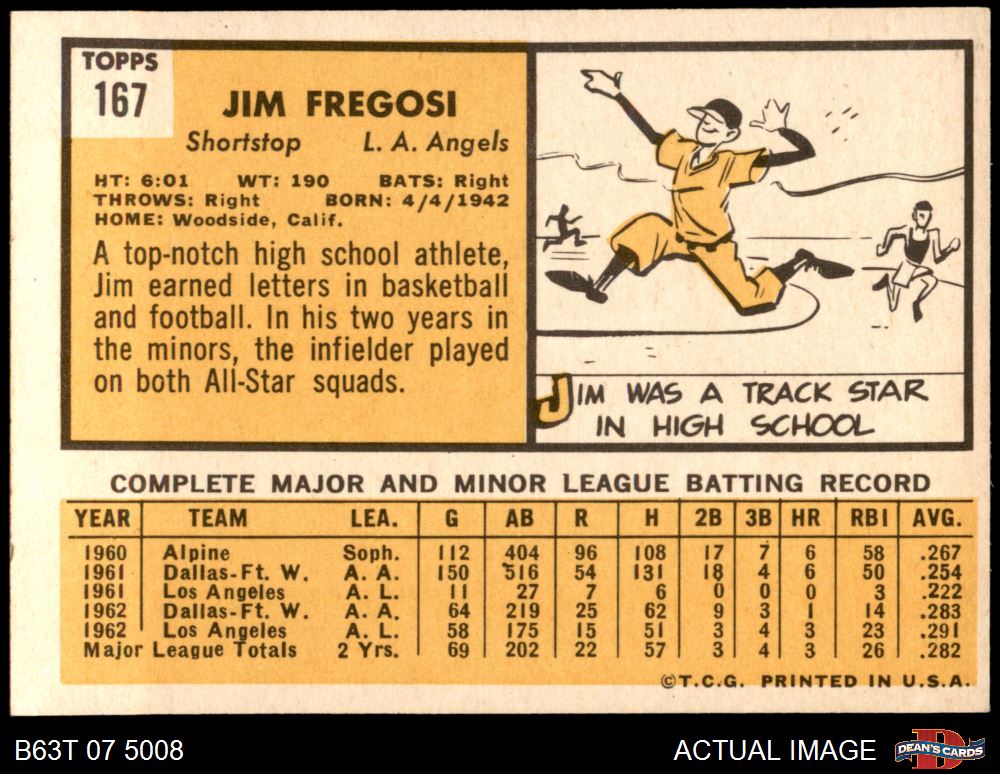 TOPPS
167
JIM FREGOSI
Shortstop L. A. Angels
HT: 6:01 WT: 190 BATS: Right
THROWS: Right BORN: 4/4/1942
HOME: Woodside, Calif.
A top-notch high school athlete,
Jim earned letters in basketball
and football. In his two years in
the minors, the infielder played
on both All-Star squads.
JIM WAS A TRACK STAR
IN HIGH SCHOOL
COMPLETE MAJOR AND MINOR LEAGUE BATTING RECORD
YEAR TEAM LEA. G AB R H 2B 3B HR RBI AVG.
1960 Alpine Soph. 112 404 96 108 17 7 6 58 .267
1961 Dallas-Ft. W. A. A. 150 516 54 131 18 4 6 50 .254
1961 Los Angeles A. L. 11 27 7 6 0 0 0 3 .222
1962 Dallas-Ft. W. A. A. 64 219 25 62 9 3 1 14 .283
1962 Los Angeles A. L. 58 175 15 51 3 4 3 23 .291
Major League Totals 2 Yrs. 69 202 22 57 3 4 3 26 .282
©T.C.G. PRINTED IN U.S.A.
B63T 07 5008 ACTUAL IMAGE DEAN'S CARDS